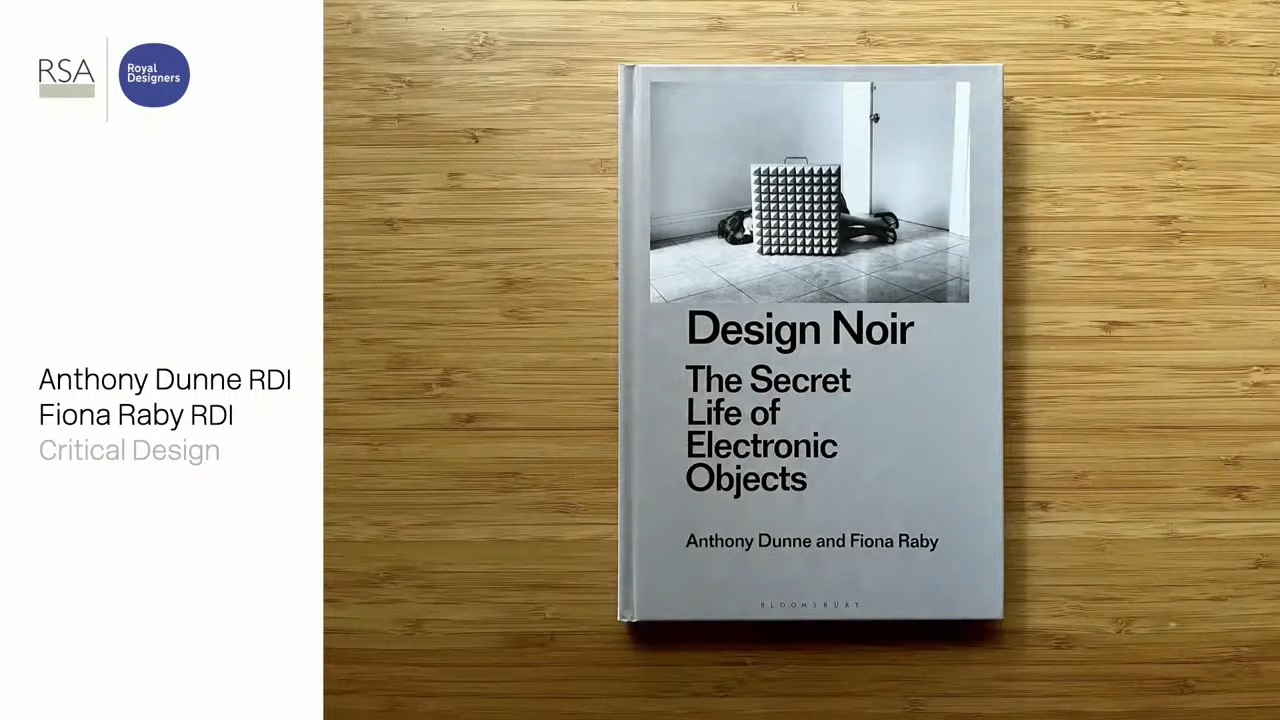 RSA
Royal
Designers
Anthony Dunne RDI
Fiona Raby RDI
Critical Design
Design Noir
The Secret
Life of
Electronic
Objects
Anthony Dunne and Fiona Raby
BLOOMSBURY